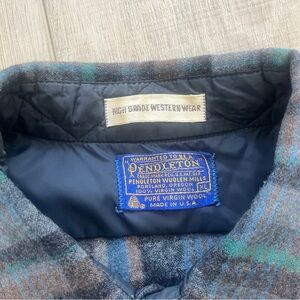 HIGH GRADE WESTERN WEAR
"WARRANTED TO BE A
PENDLETON"
TRADE MARK REG. U.S. PAT. OFF.
PENDLETON WOOLEN MILLS
PORTLAND, OREGON
100% VIRGIN WOOL
XL
PURE VIRGIN WOOL
MADE IN U.S.A.